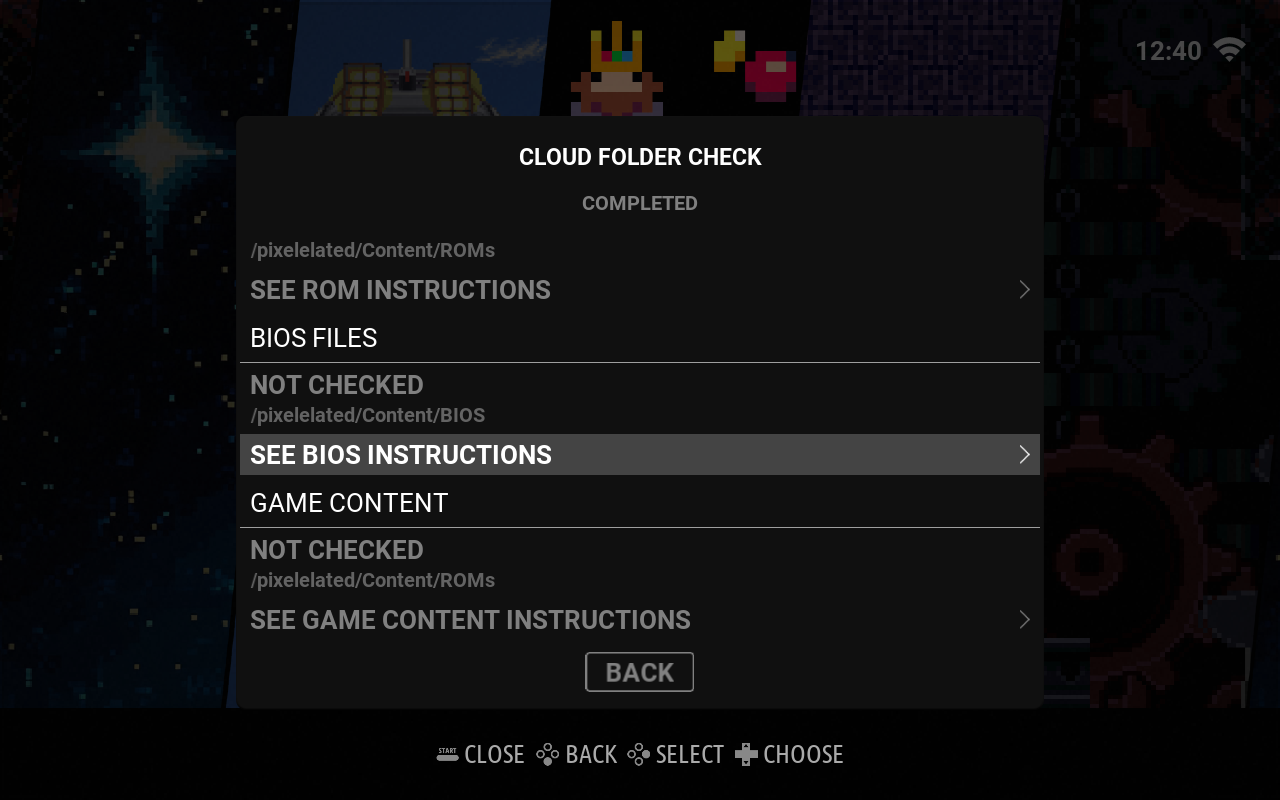 12:40
CLOUD FOLDER CHECK
COMPLETED
/pixelelated/Content/ROMs
SEE ROM INSTRUCTIONS
BIOS FILES
NOT CHECKED
/pixelelated/Content/BIOS
SEE BIOS INSTRUCTIONS
GAME CONTENT
NOT CHECKED
/pixelelated/Content/ROMs
SEE GAME CONTENT INSTRUCTIONS
BACK
START CLOSE BACK SELECT CHOOSE